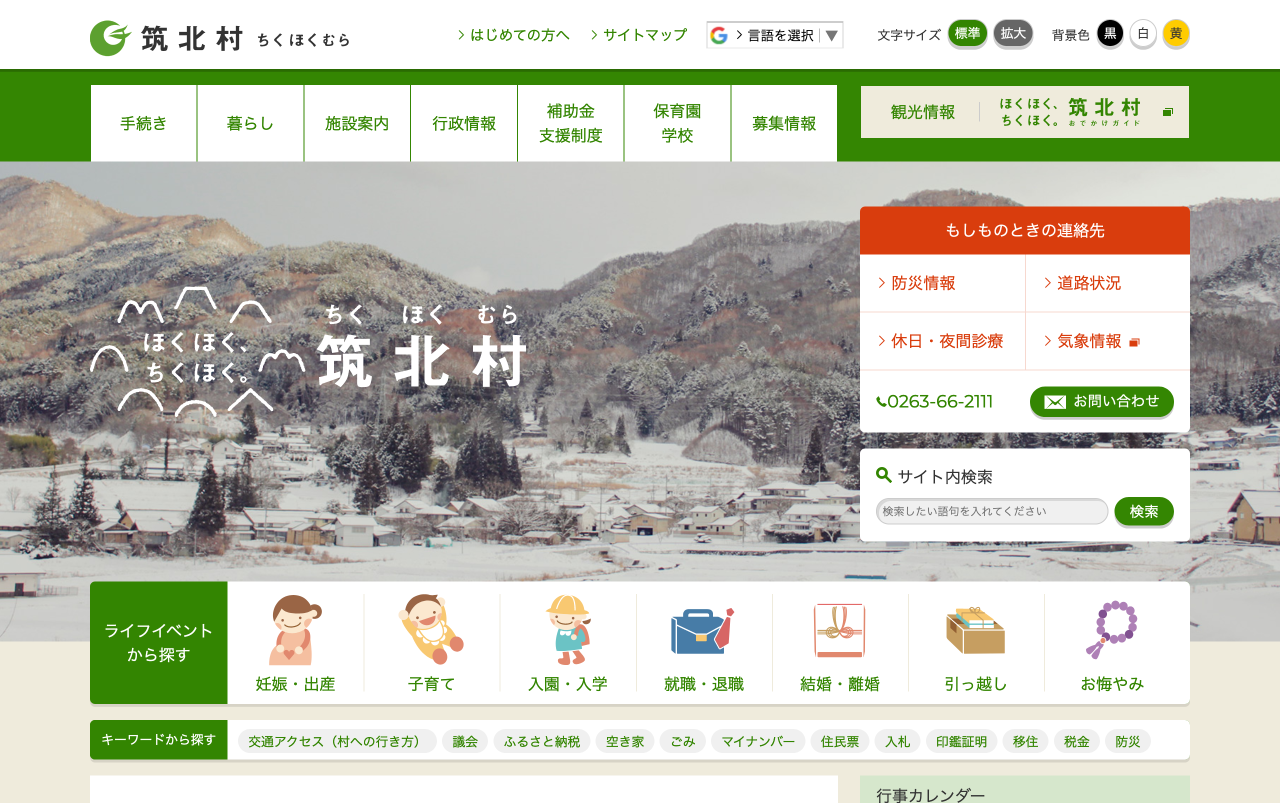 筑北村 ちくほくむら
はじめての方へ
サイトマップ
言語を選択 ▼
文字サイズ 標準 拡大
背景色 黒 白 黄
手続き
暮らし
施設案内
行政情報
補助金
支援制度
保育園
学校
募集情報
観光情報
ほくほく、
ちくほく。
筑北村
おでかけガイド
ほくほく、
ちくほく。
ちく ほく むら
筑北村
もしものときの連絡先
防災情報
道路状況
休日・夜間診療
気象情報
0263-66-2111
お問い合わせ
サイト内検索
検索したい語句を入れてください
検索
ライフイベント
から探す
妊娠・出産
子育て
入園・入学
就職・退職
結婚・離婚
引っ越し
お悔やみ
キーワードから探す
交通アクセス（村への行き方）
議会
ふるさと納税
空き家
ごみ
マイナンバー
住民票
入札
印鑑証明
移住
税金
防災
行事カレンダー